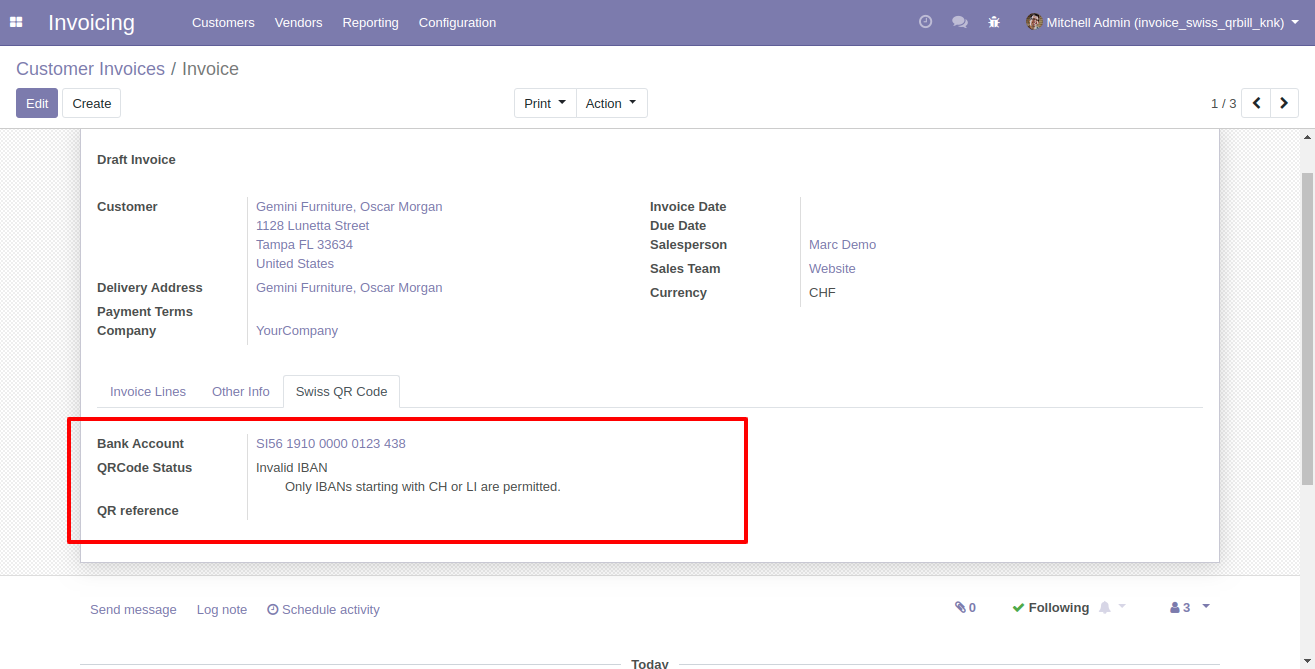 Invoicing Customers Vendors Reporting Configuration Mitchell Admin (invoice_swiss_qrbill_knk)
Customer Invoices / Invoice
Edit Create Print Action 1 / 3
Draft Invoice
Customer Gemini Furniture, Oscar Morgan Invoice Date
1128 Lunetta Street Due Date
Tampa FL 33634 Salesperson Marc Demo
United States
Sales Team Website
Delivery Address Gemini Furniture, Oscar Morgan
Currency CHF
Payment Terms
Company YourCompany
Invoice Lines Other Info Swiss QR Code
Bank Account SI56 1910 0000 0123 438
QRCode Status Invalid IBAN
Only IBANs starting with CH or LI are permitted.
QR reference
Send message Log note Schedule activity 0 Following 3
Today